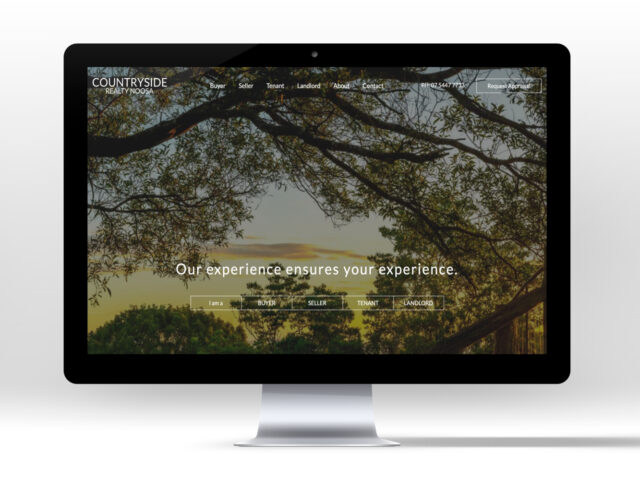 COUNTRYSIDE
REALTY NOOSA
Buyer Seller Tenant Landlord About Contact
PH: 07 5447 7733
Request Appraisal
Our experience ensures your experience.
I am a BUYER SELLER TENANT LANDLORD